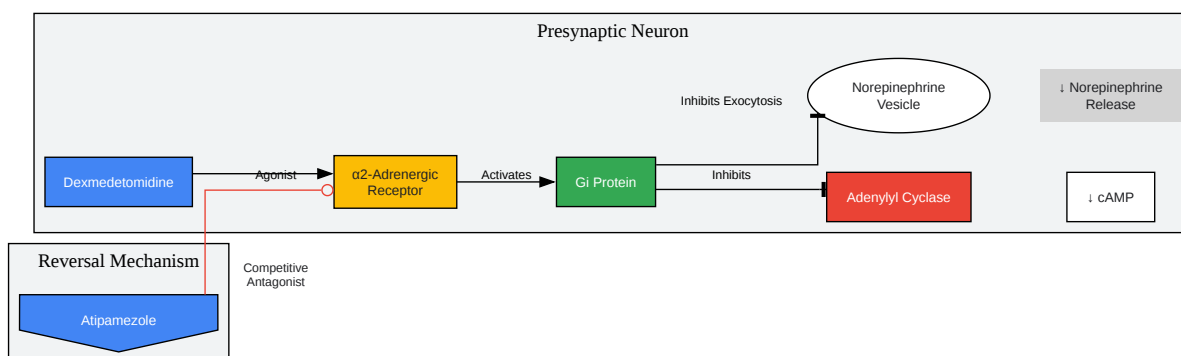 Presynaptic Neuron
Norepinephrine
Vesicle
↓ Norepinephrine
Release
Inhibits Exocytosis
Dexmedetomidine
Agonist
α2-Adrenergic
Receptor
Activates
Gi Protein
Inhibits
Adenylyl Cyclase
↓ cAMP
Reversal Mechanism
Competitive
Antagonist
Atipamezole